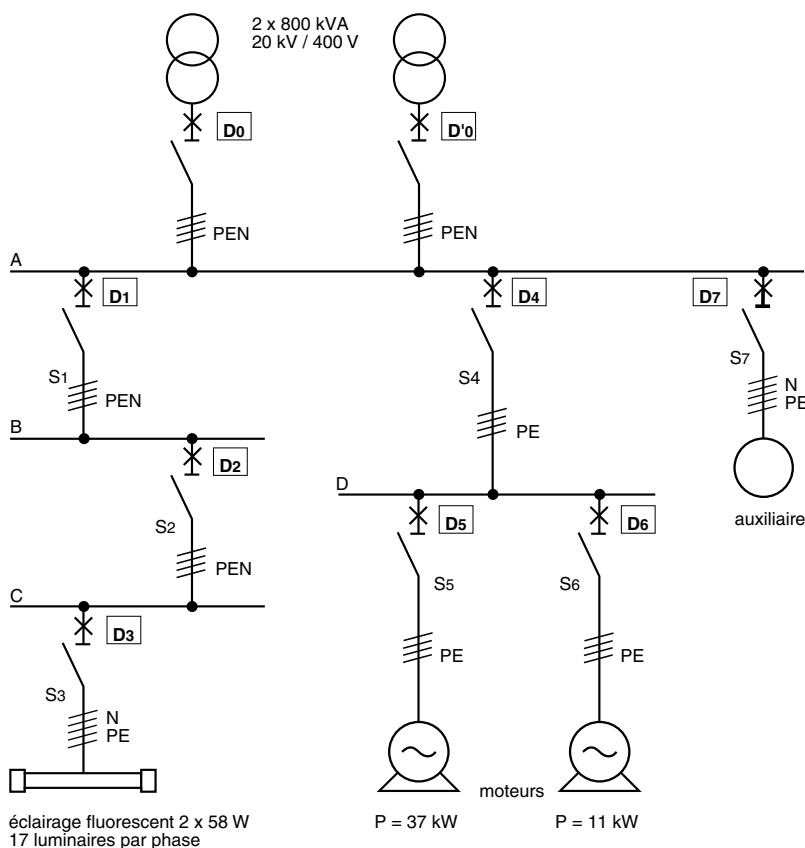 2 x 800 kVA
20 kV / 400 V
D0
D'0
PEN
PEN
A
D1
D4
D7
S1
S4
S7
PEN
PE
N
PE
B
D2
D
S2
D5
D6
auxiliaire
PEN
S5
S6
C
D3
PE
PE
S3
N
PE
moteurs
éclairage fluorescent 2 x 58 W
17 luminaires par phase
P = 37 kW
P = 11 kW